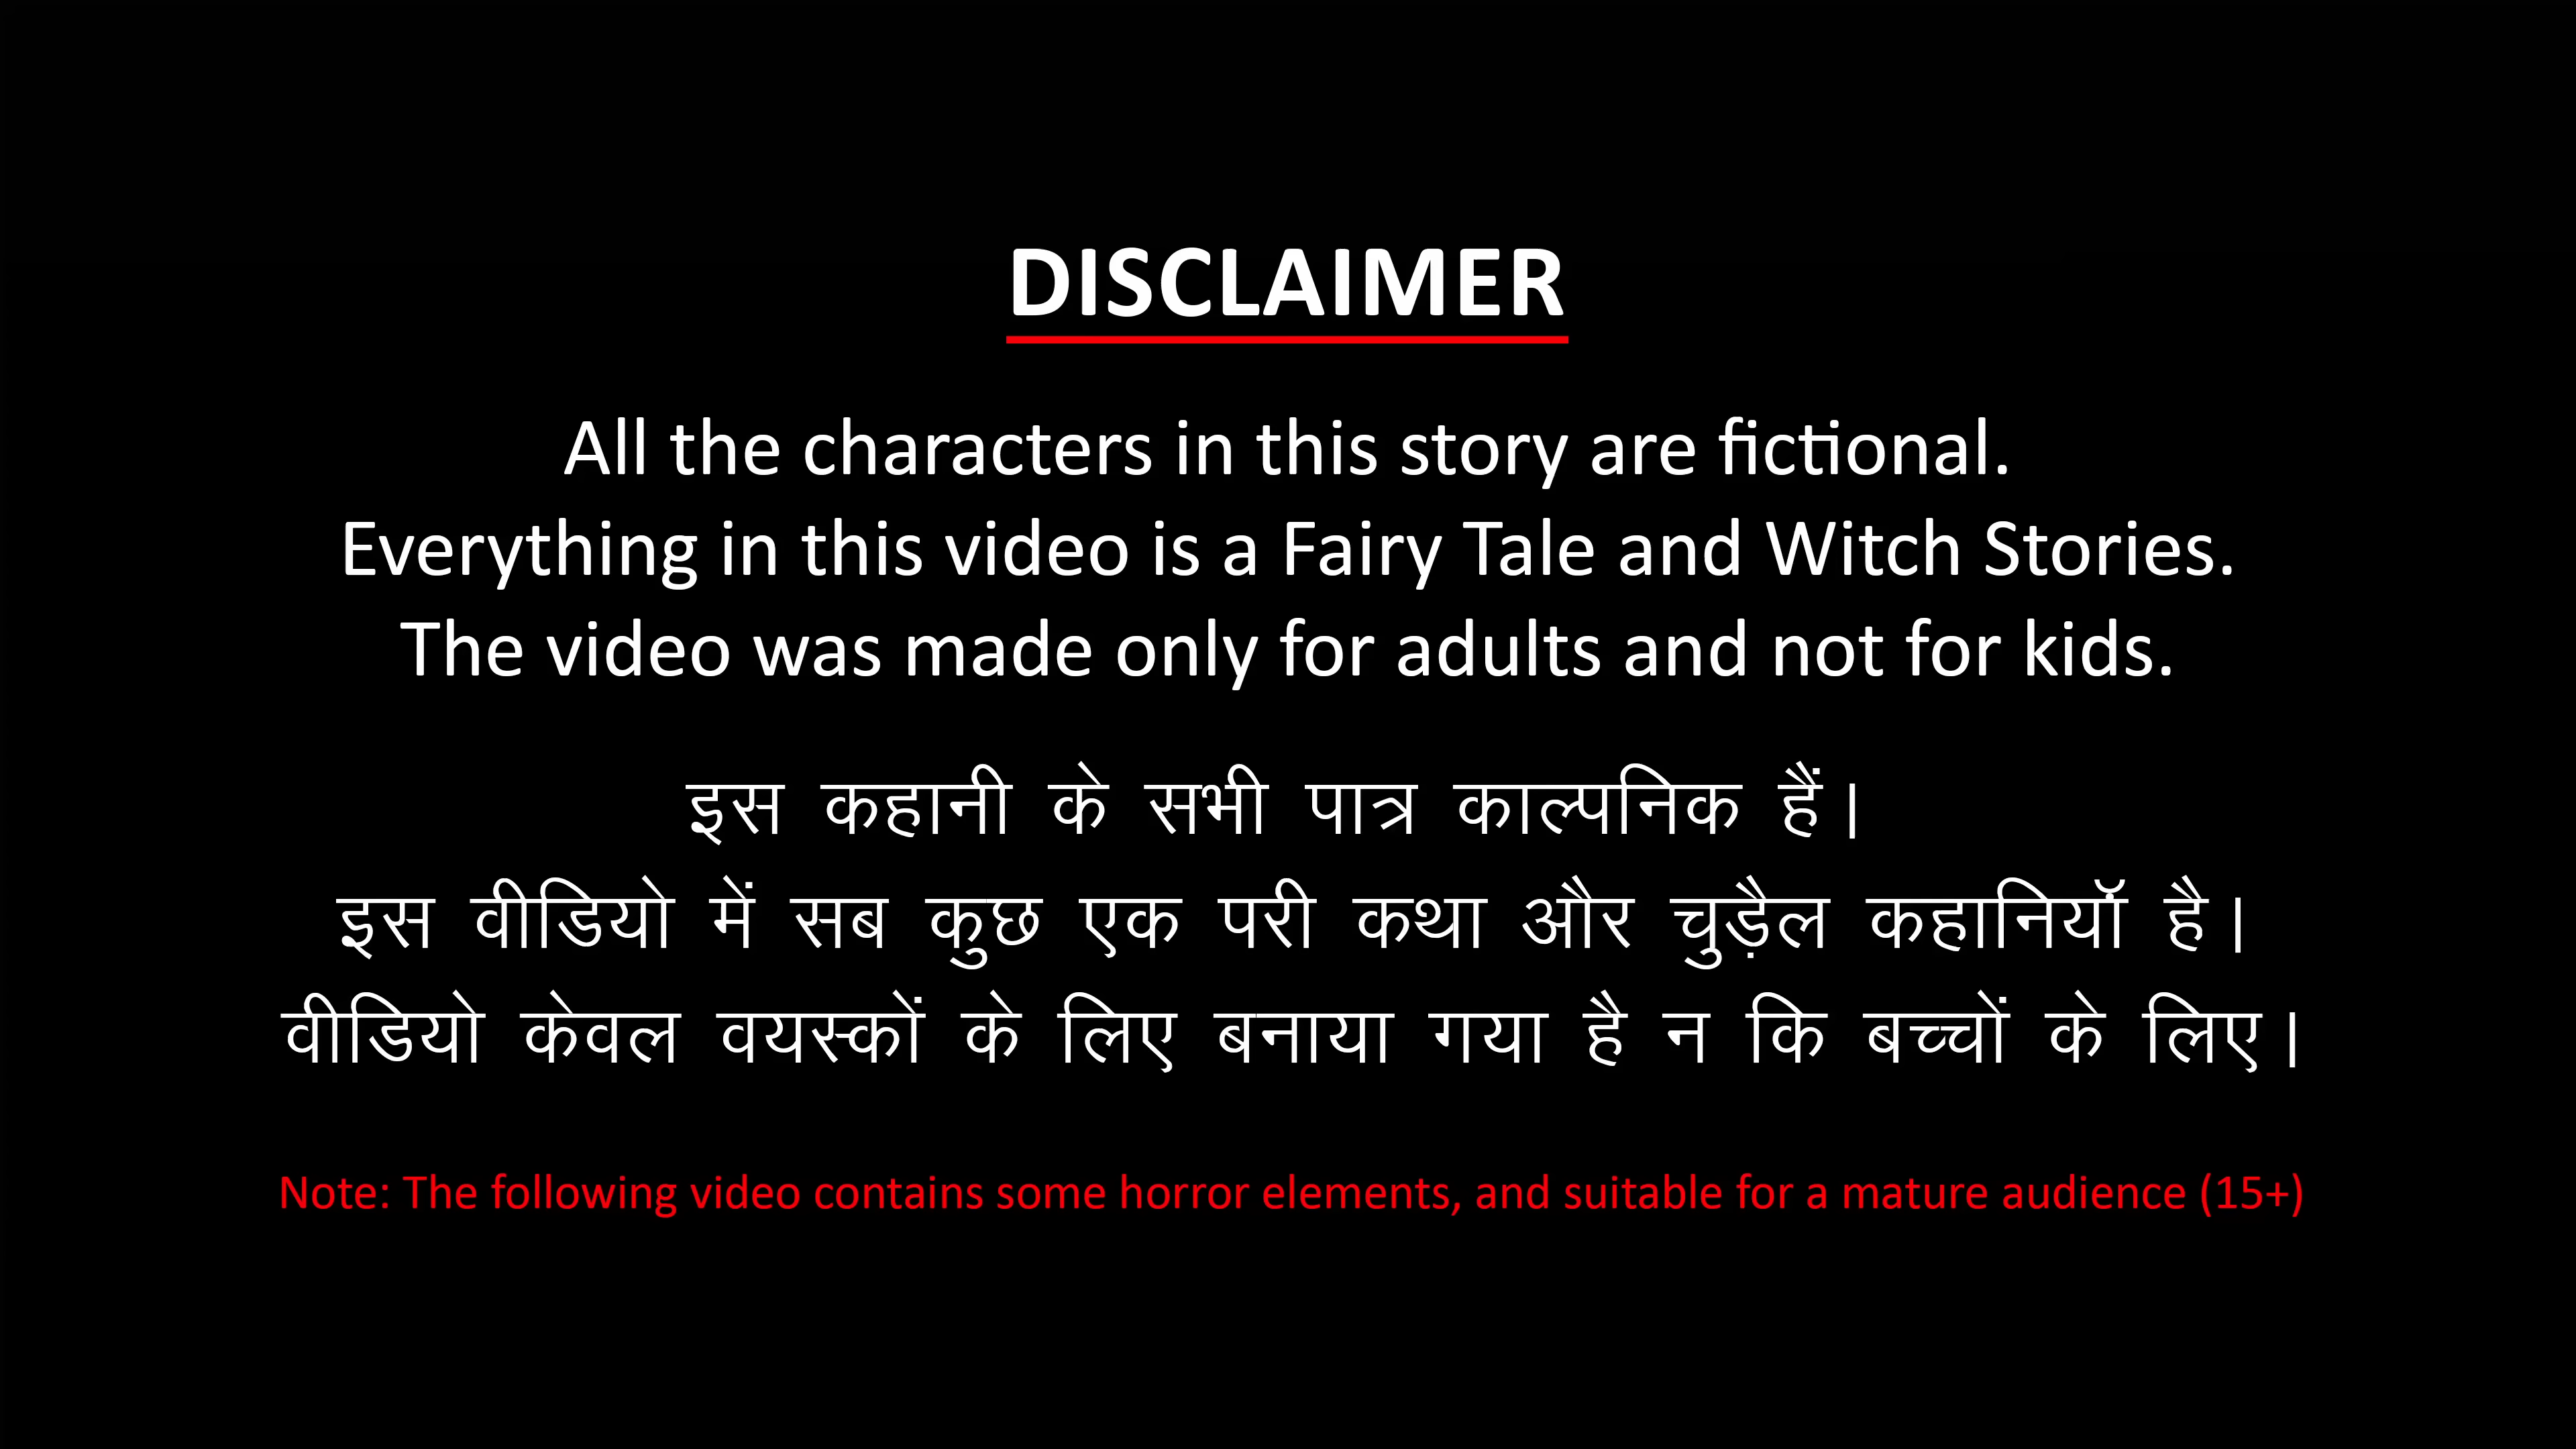 DISCLAIMER
All the characters in this story are fictional.
Everything in this video is a Fairy Tale and Witch Stories.
The video was made only for adults and not for kids.
इस कहानी के सभी पात्र काल्पनिक हैं।
इस वीडियो में सब कुछ एक परी कथा और चुड़ैल कहानियॉ है।
वीडियो केवल वयस्कों के लिए बनाया गया है न कि बच्चों के लिए।
Note: The following video contains some horror elements, and suitable for a mature audience (15+)